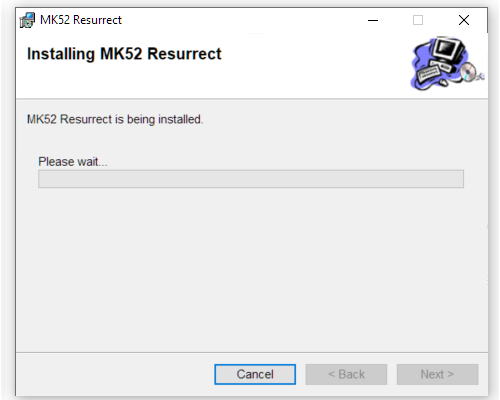 MK52 Resurrect
Installing MK52 Resurrect
MK52 Resurrect is being installed.
Please wait...
Cancel
< Back
Next >